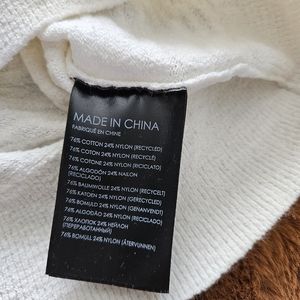 MADE IN CHINA
FABRIQUÉ EN CHINE
76% COTTON 24% NYLON (RECYCLED)
76% COTON 24% NYLON (RECYCLÉ)
76% COTONE 24% NYLON (RICICLATO)
76% ALGODÓN 24% NAILON
(RECICLADO)
76% BAUMWOLLE 24% NYLON (RECYCELT)
76% KATOEN 24% NYLON (GERECYCLED)
76% BOMULD 24% NYLON (GENANVENDT)
76% ALGODÃO 24% NYLON
(RECICLADO)
76% ХЛОПОК 24% НЕЙЛОН
(ПЕРЕРАБОТАННЫЙ)
76% BOMULL 24% NYLON (ÅTERVUNNEN)